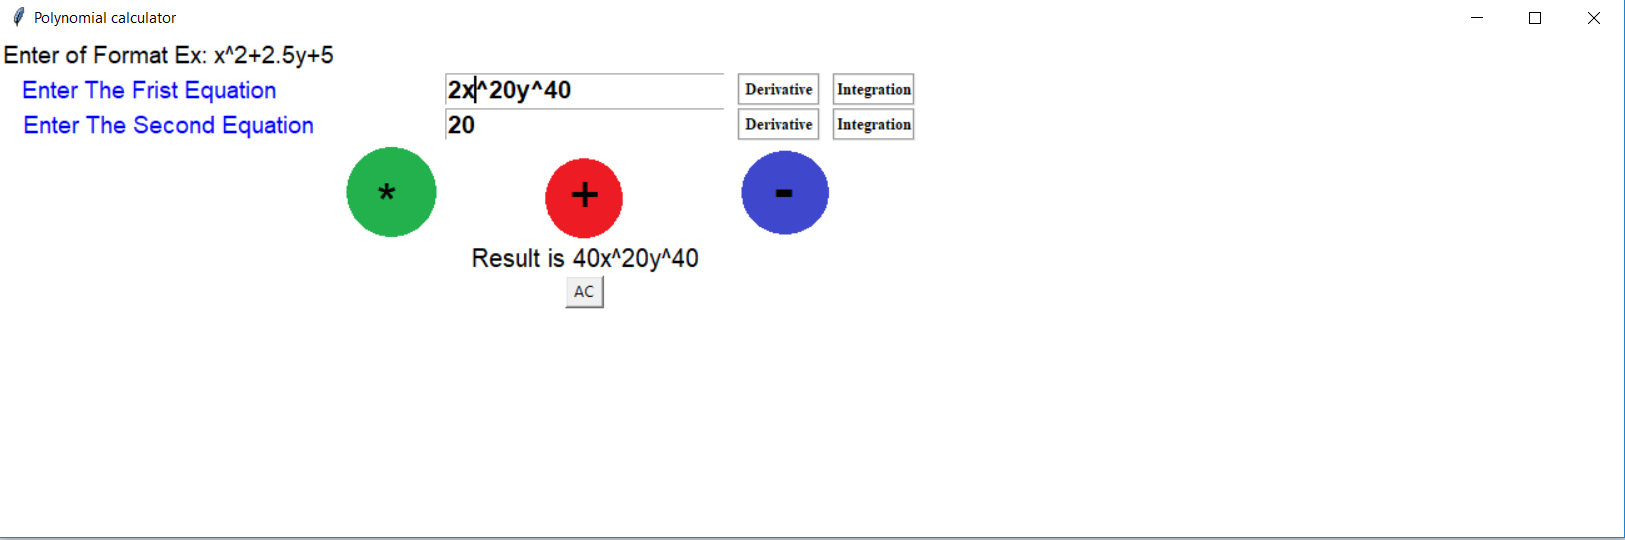 Polynomial calculator
Enter of Format Ex: x^2+2.5y+5
Enter The Frist Equation 2x^20y^40 Derivative Integration
Enter The Second Equation 20 Derivative Integration
* + -
Result is 40x^20y^40
AC